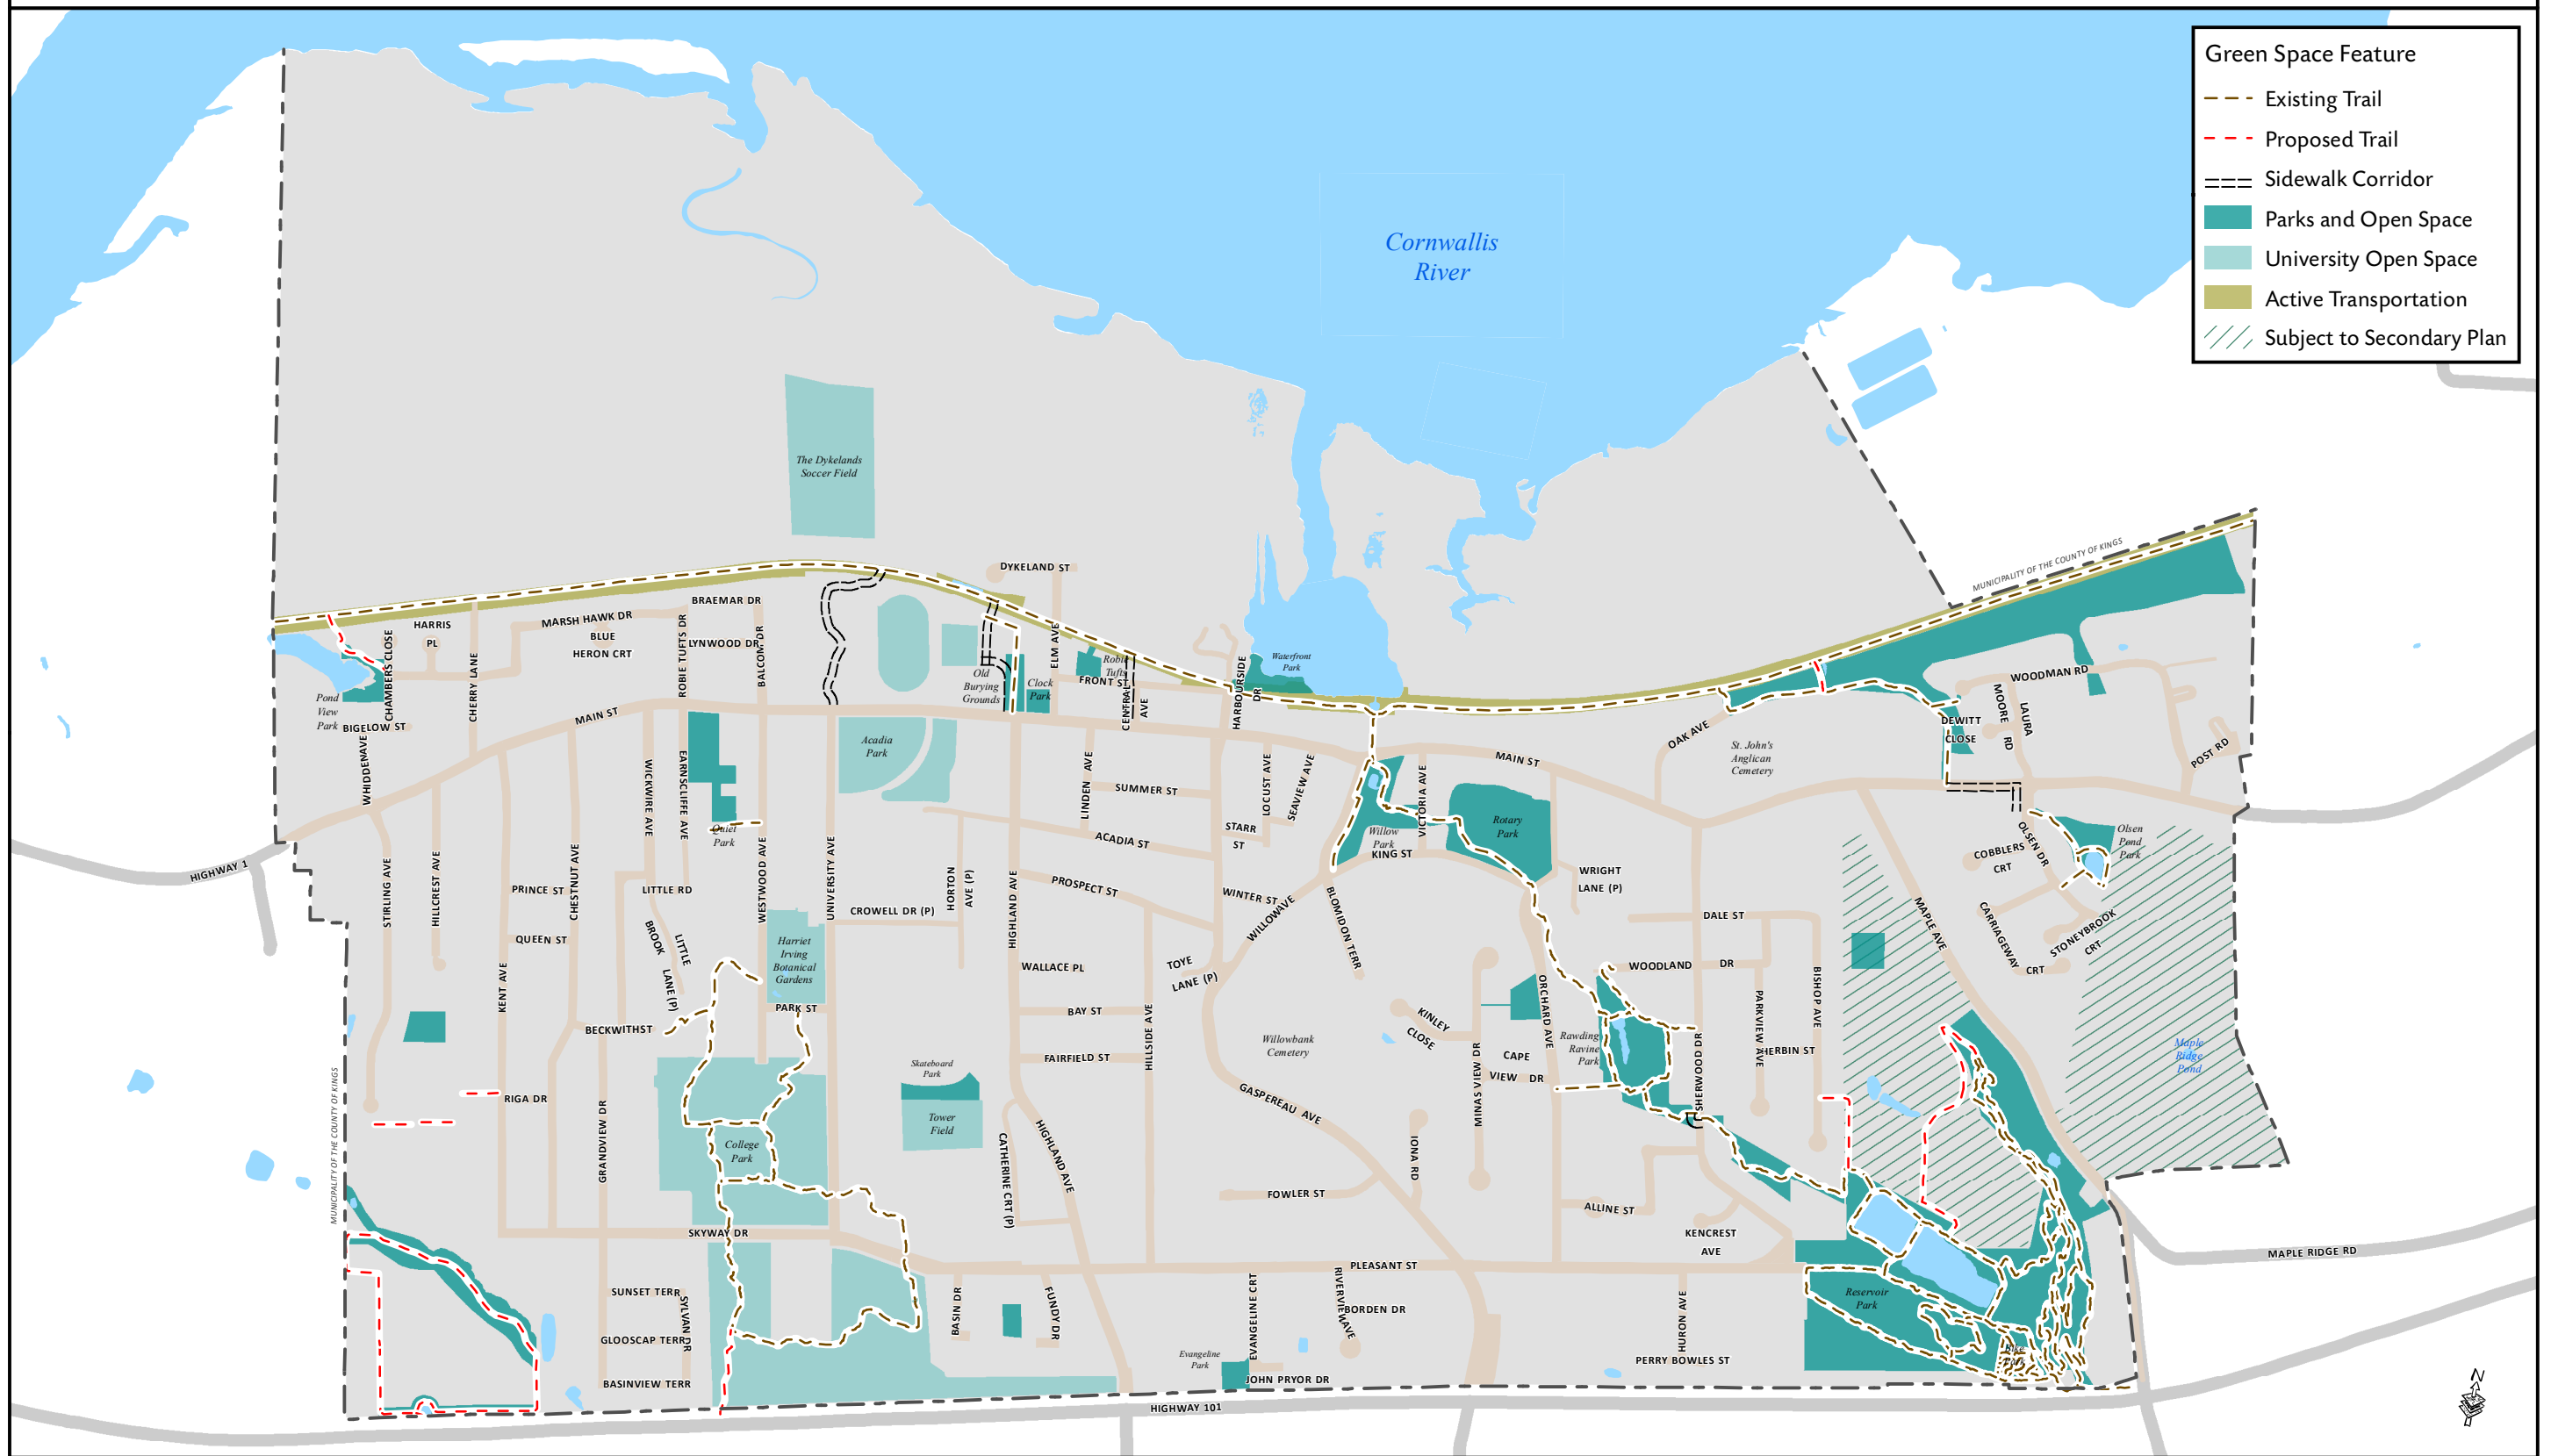 Green Space Feature
Existing Trail
Proposed Trail
Sidewalk Corridor
Parks and Open Space
University Open Space
Active Transportation
Subject to Secondary Plan
Cornwallis
River
The Dykelands
Soccer Field
MUNICIPALITY OF THE COUNTY OF KINGS
DYKELAND ST
BRAEMAR DR
MARSH HAWK DR
HARRIS
PL
BLUE
HERON CRT
LYNWOOD DR
ROBIE TUFTS DR
BALCOM DR
CHAMBERS CLOSE
CHERRY LANE
ELM AVE
Old
Burying
Grounds
Clock
Park
Robie
Tufts
FRONT ST
CENTRAL
AVE
HARBOURSIDE
DR
Waterfront
Park
Pond
View
Park
BIGELOW ST
WHIDDEN AVE
MAIN ST
WOODMAN RD
MOORE
RD
LAURA
DEWITT
CLOSE
POST RD
OAK AVE
St. John's
Anglican
Cemetery
MAIN ST
Acadia
Park
WICKWIRE AVE
EARNSCLIFFE AVE
Quiet
Park
LINDEN AVE
SUMMER ST
LOCUST AVE
SEAVIEW AVE
VICTORIA AVE
Willow
Park
KING ST
Rotary
Park
ACADIA ST
STARR
ST
HIGHWAY 1
STIRLING AVE
HILLCREST AVE
CHESTNUT AVE
PRINCE ST
LITTLE RD
WESTWOOD AVE
UNIVERSITY AVE
HORTON
AVE (P)
CROWELL DR (P)
HIGHLAND AVE
PROSPECT ST
WINTER ST
WILLOW AVE
BLOMIDON TERR
WRIGHT
LANE (P)
DALE ST
MAPLE AVE
COBBLERS
CRT
OLSEN DR
Olsen
Pond
Park
CARRIAGEWAY
CRT
STONEYBROOK
CRT
QUEEN ST
BROOK
LITTLE
LANE (P)
Harriet
Irving
Botanical
Gardens
KENT AVE
WALLACE PL
TOYE
LANE (P)
WOODLAND DR
BISHOP AVE
PARKVIEW AVE
ORCHARD AVE
PARK ST
BECKWITH ST
BAY ST
HILLSIDE AVE
FAIRFIELD ST
Willowbank
Cemetery
KINLEY
CLOSE
CAPE
VIEW DR
MINAS VIEW DR
Rawding
Ravine
Park
SHERWOOD DR
HERBIN ST
Maple
Ridge
Pond
Skateboard
Park
Tower
Field
GASPEREAU AVE
RIGA DR
GRANDVIEW DR
MUNICIPALITY OF THE COUNTY OF KINGS
College
Park
CATHERINE CRT (P)
HIGHLAND AVE
IONA RD
FOWLER ST
ALLINE ST
KENCREST
AVE
SKYWAY DR
PLEASANT ST
MAPLE RIDGE RD
SUNSET TERR
SYLVAN DR
GLOOSCAP TERR
BASINVIEW TERR
BASIN DR
FUNDY DR
EVANGELINE CRT
RIVERVIEW AVE
BORDEN DR
HURON AVE
PERRY BOWLES ST
Reservoir
Park
Bike
Park
Evangeline
Park
JOHN PRYOR DR
HIGHWAY 101
N